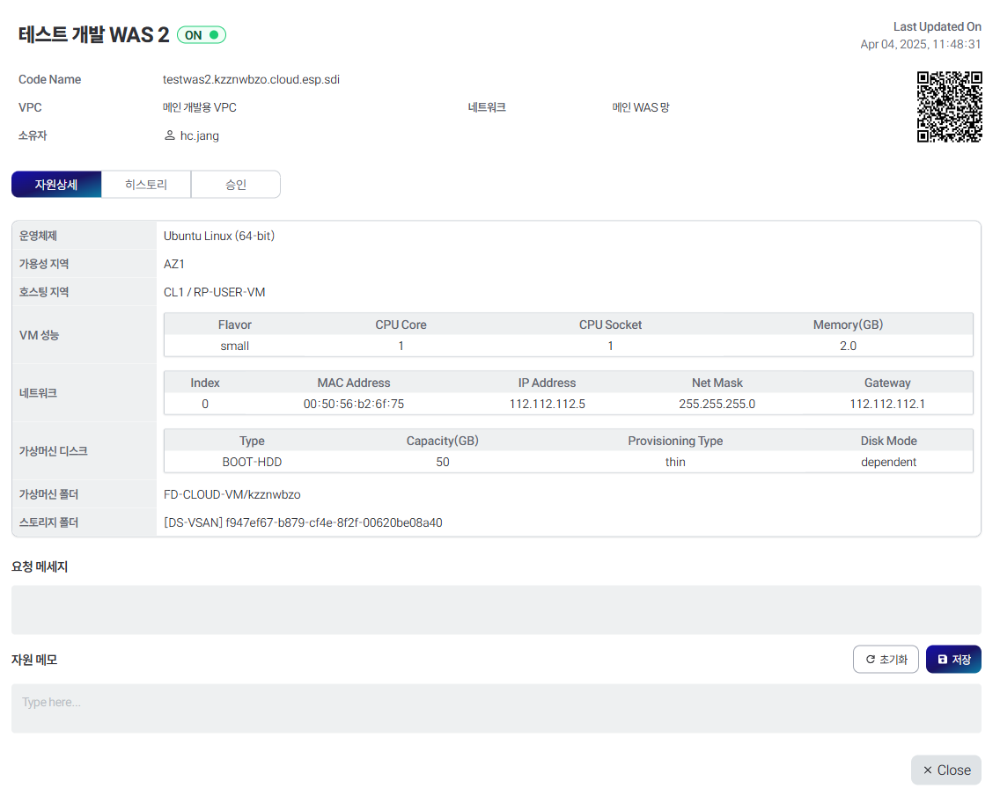 테스트 개발 WAS 2 ON
Last Updated On
Apr 04, 2025, 11:48:31
Code Name testwas2.kzznwbzo.cloud.esp.sdi
VPC 메인 개발용 VPC 네트워크 메인 WAS 망
소유자 hc.jang
자원상세 히스토리 승인
운영체제 Ubuntu Linux (64-bit)
가용성 지역 AZ1
호스팅 지역 CL1 / RP-USER-VM
VM 성능
Flavor CPU Core CPU Socket Memory(GB)
small 1 1 2.0
네트워크
Index MAC Address IP Address Net Mask Gateway
0 00:50:56:b2:6f:75 112.112.112.5 255.255.255.0 112.112.112.1
가상머신 디스크
Type Capacity(GB) Provisioning Type Disk Mode
BOOT-HDD 50 thin dependent
가상머신 폴더 FD-CLOUD-VM/kzznwbzo
스토리지 폴더 [DS-VSAN] f947ef67-b879-cf4e-8f2f-00620be08a40
요청 메세지
자원 메모 초기화 저장
Type here...
Close